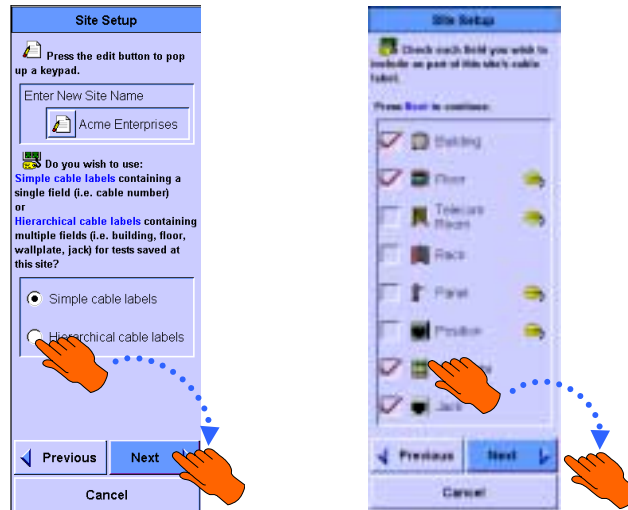 Site Setup
Press the edit button to pop
up a keypad.
Enter New Site Name
Acme Enterprises
Do you wish to use:
Simple cable labels containing a
single field (i.e. cable number)
or
Hierarchical cable labels containing
multiple fields (i.e. building, floor,
wallplate, jack) for tests saved at
this site?
Simple cable labels
Hierarchical cable labels
Previous
Next
Cancel
Site Setup
Check each field you wish to
include as part of this site's cable
label.
Press Next to continue.
Building
Floor
Telecom
Room
Rack
Panel
Position
Jack
Previous
Next
Cancel